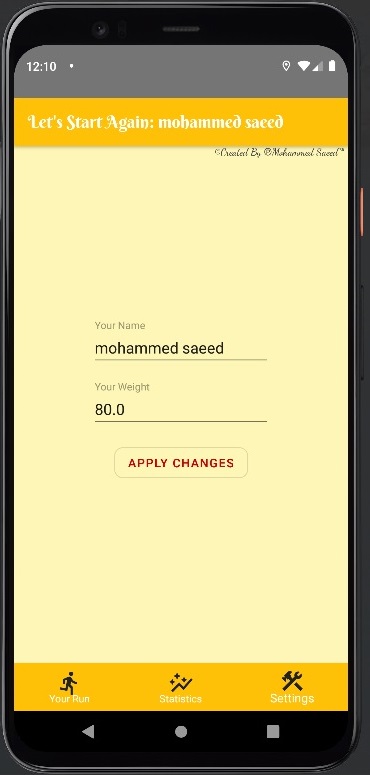 12:10
Let's Start Again: mohammed saeed
©Created By ©Mohammed Saeed™
Your Name
mohammed saeed
Your Weight
80.0
APPLY CHANGES
Your Run
Statistics
Settings